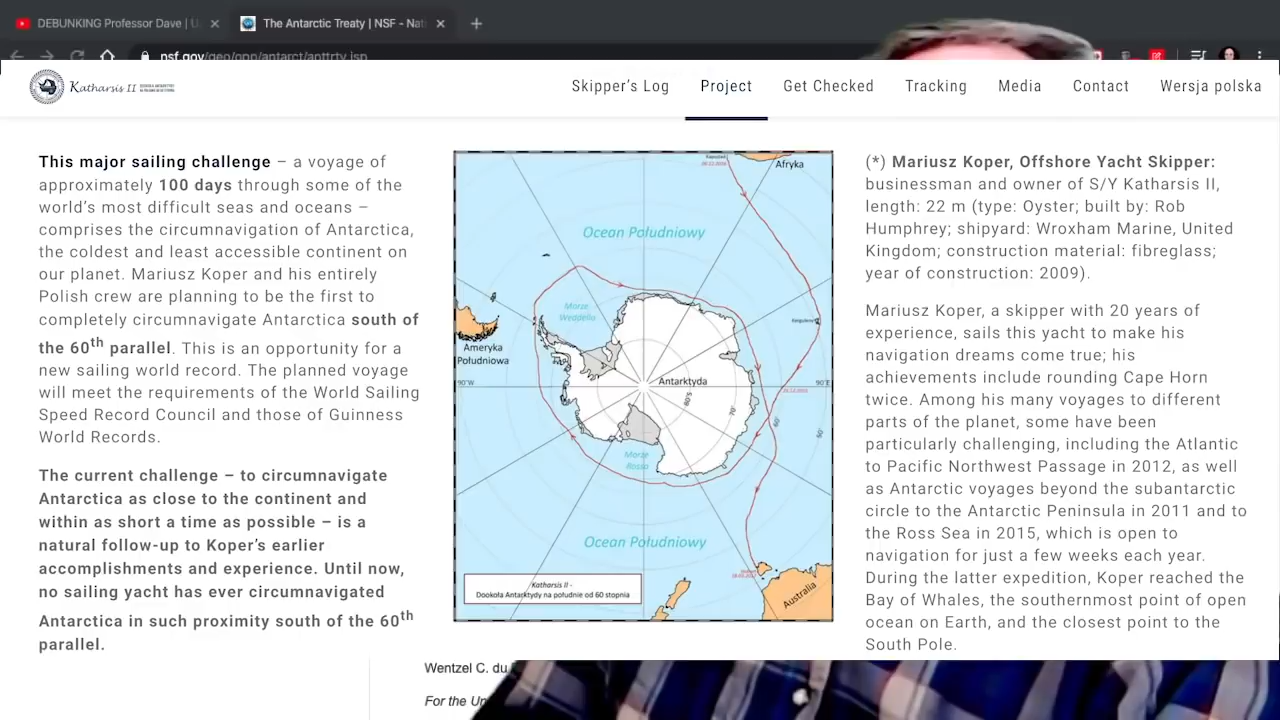 DEBUNKING Professor Dave | U
The Antarctic Treaty | NSF - Nat
nsf.gov/geo/opp/antarct/anttrty.jsp
Katharsis II
Skipper's Log
Project
Get Checked
Tracking
Media
Contact
Wersja polska
This major sailing challenge – a voyage of
approximately 100 days through some of the
world's most difficult seas and oceans –
comprises the circumnavigation of Antarctica,
the coldest and least accessible continent on
our planet. Mariusz Koper and his entirely
Polish crew are planning to be the first to
completely circumnavigate Antarctica south of
the 60th parallel. This is an opportunity for a
new sailing world record. The planned voyage
will meet the requirements of the World Sailing
Speed Record Council and those of Guinness
World Records.
The current challenge – to circumnavigate
Antarctica as close to the continent and
within as short a time as possible – is a
natural follow-up to Koper's earlier
accomplishments and experience. Until now,
no sailing yacht has ever circumnavigated
Antarctica in such proximity south of the 60th
parallel.
Afryka
Ocean Południowy
Morze
Weddella
Ameryka
Południowa
90°W
Antarktyda
90°E
80°S
70°
60°
50°
Morze
Rossa
Ocean Południowy
Australia
Katharsis II -
Dookoła Antarktydy na południe od 60 stopnia
(*) Mariusz Koper, Offshore Yacht Skipper:
businessman and owner of S/Y Katharsis II,
length: 22 m (type: Oyster; built by: Rob
Humphrey; shipyard: Wroxham Marine, United
Kingdom; construction material: fibreglass;
year of construction: 2009).
Mariusz Koper, a skipper with 20 years of
experience, sails this yacht to make his
navigation dreams come true; his
achievements include rounding Cape Horn
twice. Among his many voyages to different
parts of the planet, some have been
particularly challenging, including the Atlantic
to Pacific Northwest Passage in 2012, as well
as Antarctic voyages beyond the subantarctic
circle to the Antarctic Peninsula in 2011 and to
the Ross Sea in 2015, which is open to
navigation for just a few weeks each year.
During the latter expedition, Koper reached the
Bay of Whales, the southernmost point of open
ocean on Earth, and the closest point to the
South Pole.
Wentzel C. du
For the Un